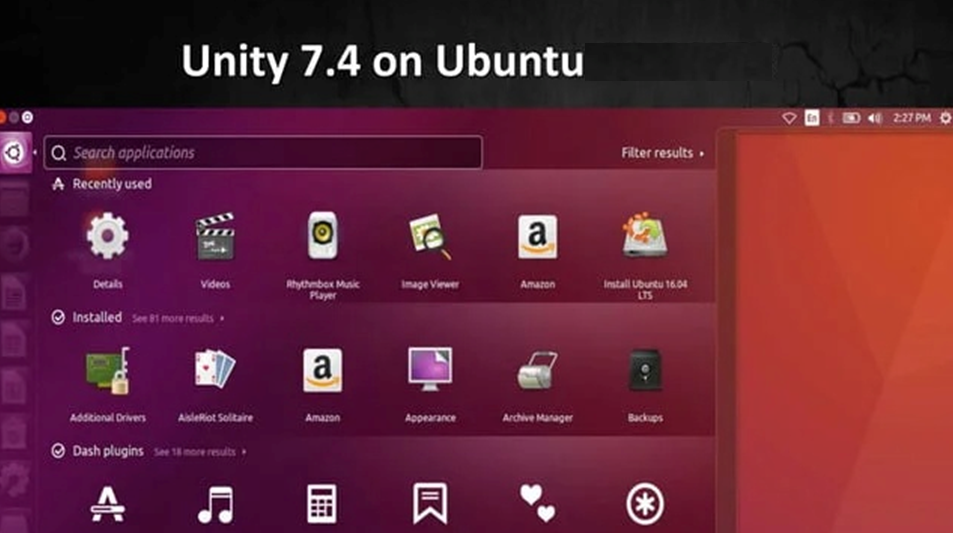 Unity 7.4 on Ubuntu
En
2:27 PM
Search applications
Filter results
Recently used
Details
Videos
Rhythmbox Music
Player
Image Viewer
a
Amazon
Install Ubuntu 16.04
LTS
Installed See 81 more results
Additional Drivers
AisleRiot Solitaire
a
Amazon
Appearance
Archive Manager
Backups
Dash plugins See 18 more results